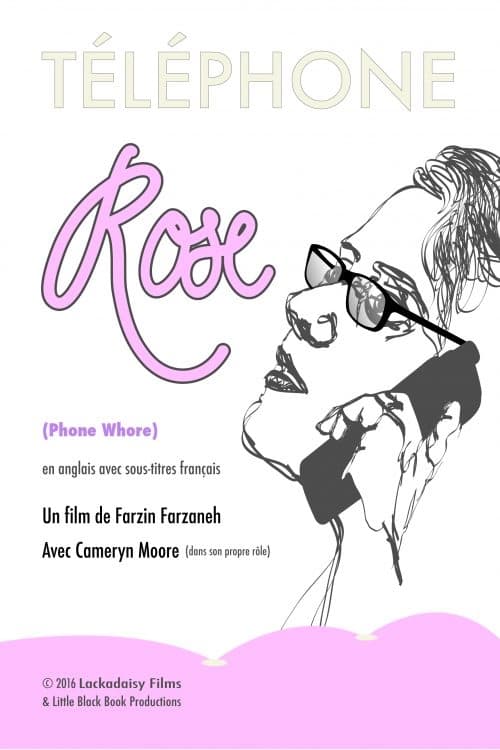 TÉLÉPHONE
Rose
(Phone Whore)
en anglais avec sous-titres français
Un film de Farzin Farzaneh
Avec Cameryn Moore (dans son propre rôle)
© 2016 Lackadaisy Films
& Little Black Book Productions